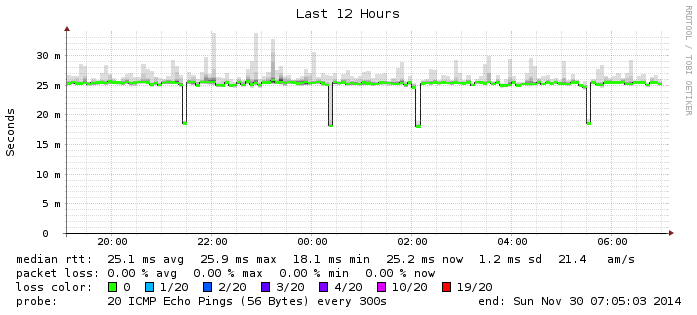 Last 12 Hours
RRDTOOL / TOBI OETIKER
Seconds
30 m
25 m
20 m
15 m
10 m
5 m
0
20:00 22:00 00:00 02:00 04:00 06:00
median rtt: 25.1 ms avg 25.9 ms max 18.1 ms min 25.2 ms now 1.2 ms sd 21.4 am/s
packet loss: 0.00 % avg 0.00 % max 0.00 % min 0.00 % now
loss color: 0 1/20 2/20 3/20 4/20 10/20 19/20
probe: 20 ICMP Echo Pings (56 Bytes) every 300s end: Sun Nov 30 07:05:03 2014